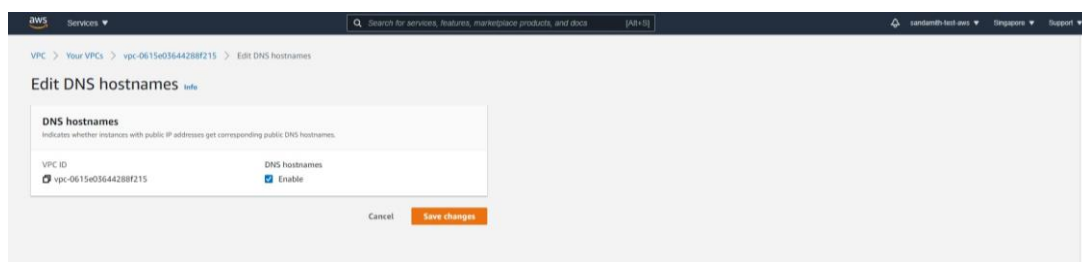 aws Services ▼ Search for services, features, marketplace products, and docs [Alt+S] sandamith-test-aws ▼ Singapore ▼ Support ▼
VPC > Your VPCs > vpc-0615e03644288f215 > Edit DNS hostnames
Edit DNS hostnames Info
DNS hostnames
Indicates whether instances with public IP addresses get corresponding public DNS hostnames.
VPC ID DNS hostnames
vpc-0615e03644288f215 Enable
Cancel Save changes